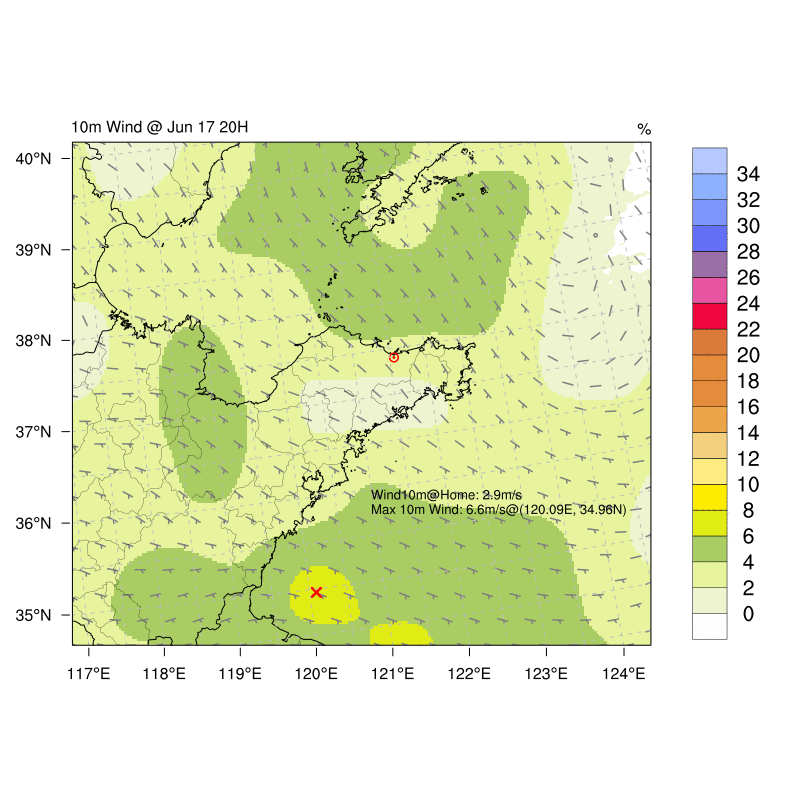 10m Wind @ Jun 17 20H
%
40°N
39°N
38°N
37°N
36°N
35°N
117°E
118°E
119°E
120°E
121°E
122°E
123°E
124°E
Wind10m@Home: 2.9m/s
Max 10m Wind: 6.6m/s@(120.09E, 34.96N)
34
32
30
28
26
24
22
20
18
16
14
12
10
8
6
4
2
0